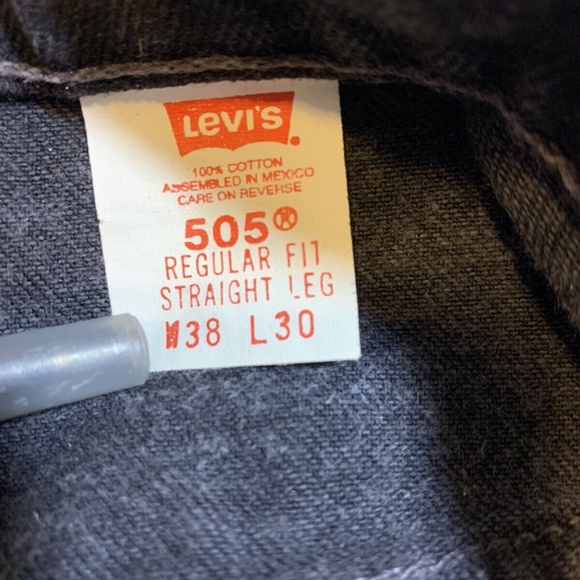 LEVI'S
100% COTTON
ASSEMBLED IN MEXICO
CARE ON REVERSE
505®
REGULAR FIT
STRAIGHT LEG
W38 L30